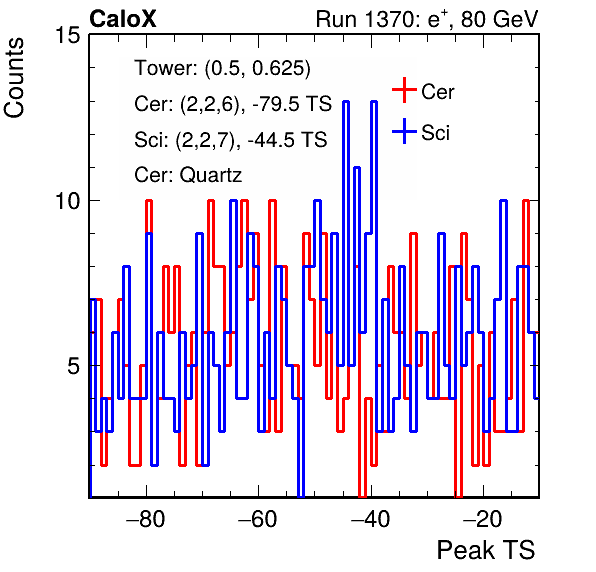 CaloX Run 1370: e⁺, 80 GeV
Counts
15
10
5
Tower: (0.5, 0.625)
Cer: (2,2,6), -79.5 TS
Sci: (2,2,7), -44.5 TS
Cer: Quartz
Cer
Sci
−80 −60 −40 −20
Peak TS